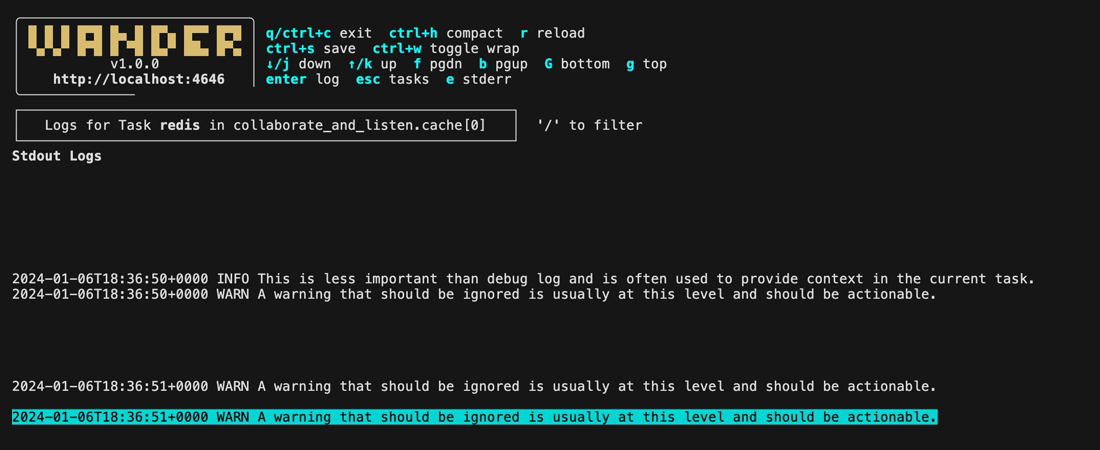 WANDER
v1.0.0
http://localhost:4646
q/ctrl+c exit ctrl+h compact r reload
ctrl+s save ctrl+w toggle wrap
↓/j down ↑/k up f pgdn b pgup G bottom g top
enter log esc tasks e stderr
Logs for Task redis in collaborate_and_listen.cache[0] '/' to filter
Stdout Logs
2024-01-06T18:36:50+0000 INFO This is less important than debug log and is often used to provide context in the current task.
2024-01-06T18:36:50+0000 WARN A warning that should be ignored is usually at this level and should be actionable.
2024-01-06T18:36:51+0000 WARN A warning that should be ignored is usually at this level and should be actionable.
2024-01-06T18:36:51+0000 WARN A warning that should be ignored is usually at this level and should be actionable.